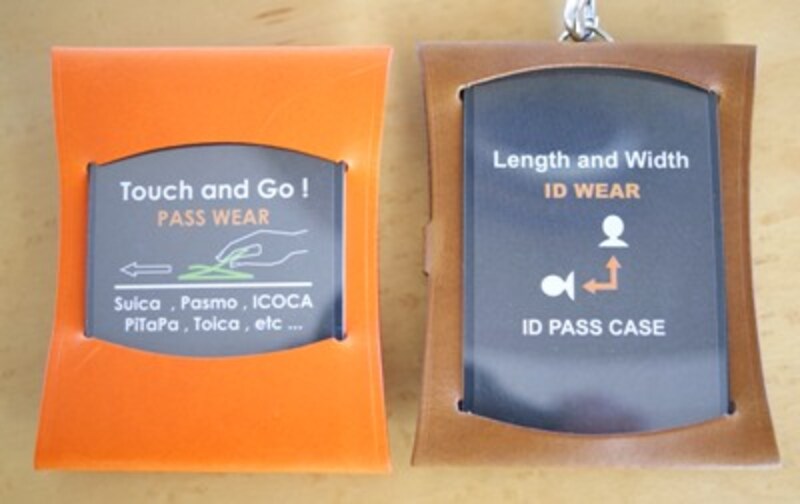 Touch and Go !
PASS WEAR
Suica , Pasmo , ICOCA
PiTaPa , Toica , etc ...
Length and Width
ID WEAR
ID PASS CASE